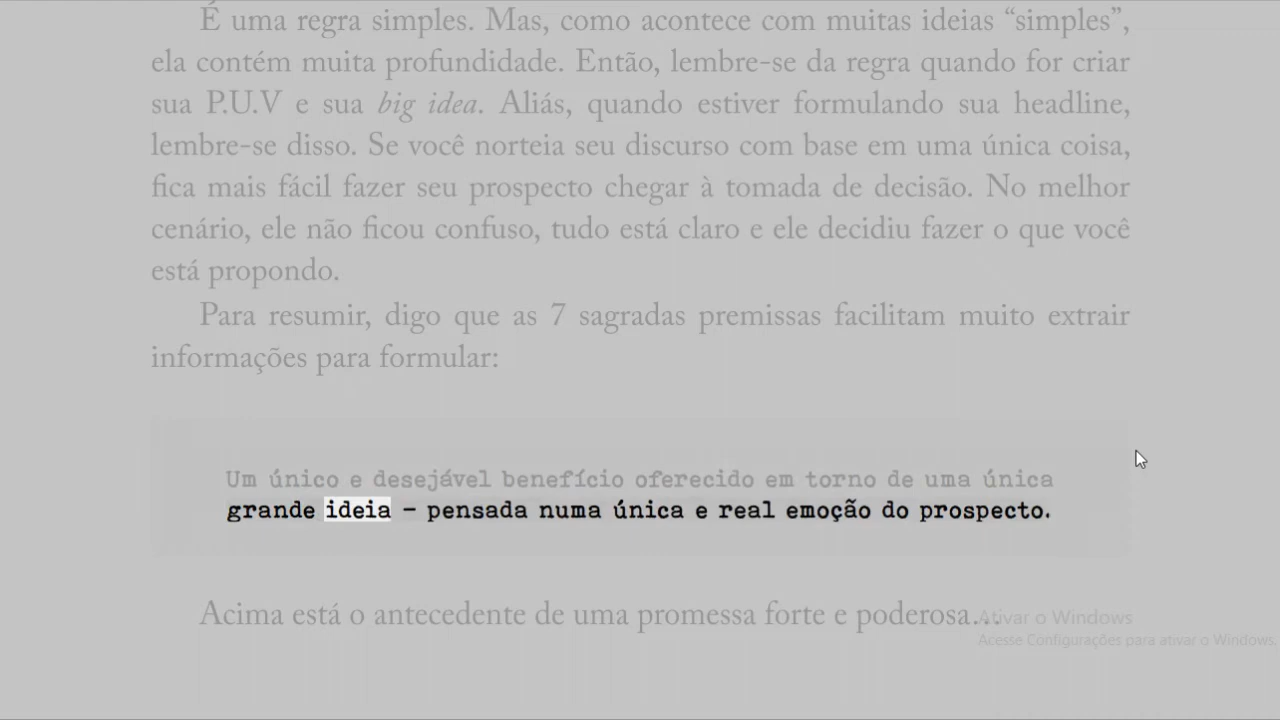 É uma regra simples. Mas, como acontece com muitas ideias “simples”,
ela contém muita profundidade. Então, lembre-se da regra quando for criar
sua P.U.V e sua big idea. Aliás, quando estiver formulando sua headline,
lembre-se disso. Se você norteia seu discurso com base em uma única coisa,
fica mais fácil fazer seu prospecto chegar à tomada de decisão. No melhor
cenário, ele não ficou confuso, tudo está claro e ele decidiu fazer o que você
está propondo.
Para resumir, digo que as 7 sagradas premissas facilitam muito extrair
informações para formular:
Um único e desejável benefício oferecido em torno de uma única
grande ideia – pensada numa única e real emoção do prospecto.
Acima está o antecedente de uma promessa forte e poderosa...
Ativar o Windows
Acesse Configurações para ativar o Windows.